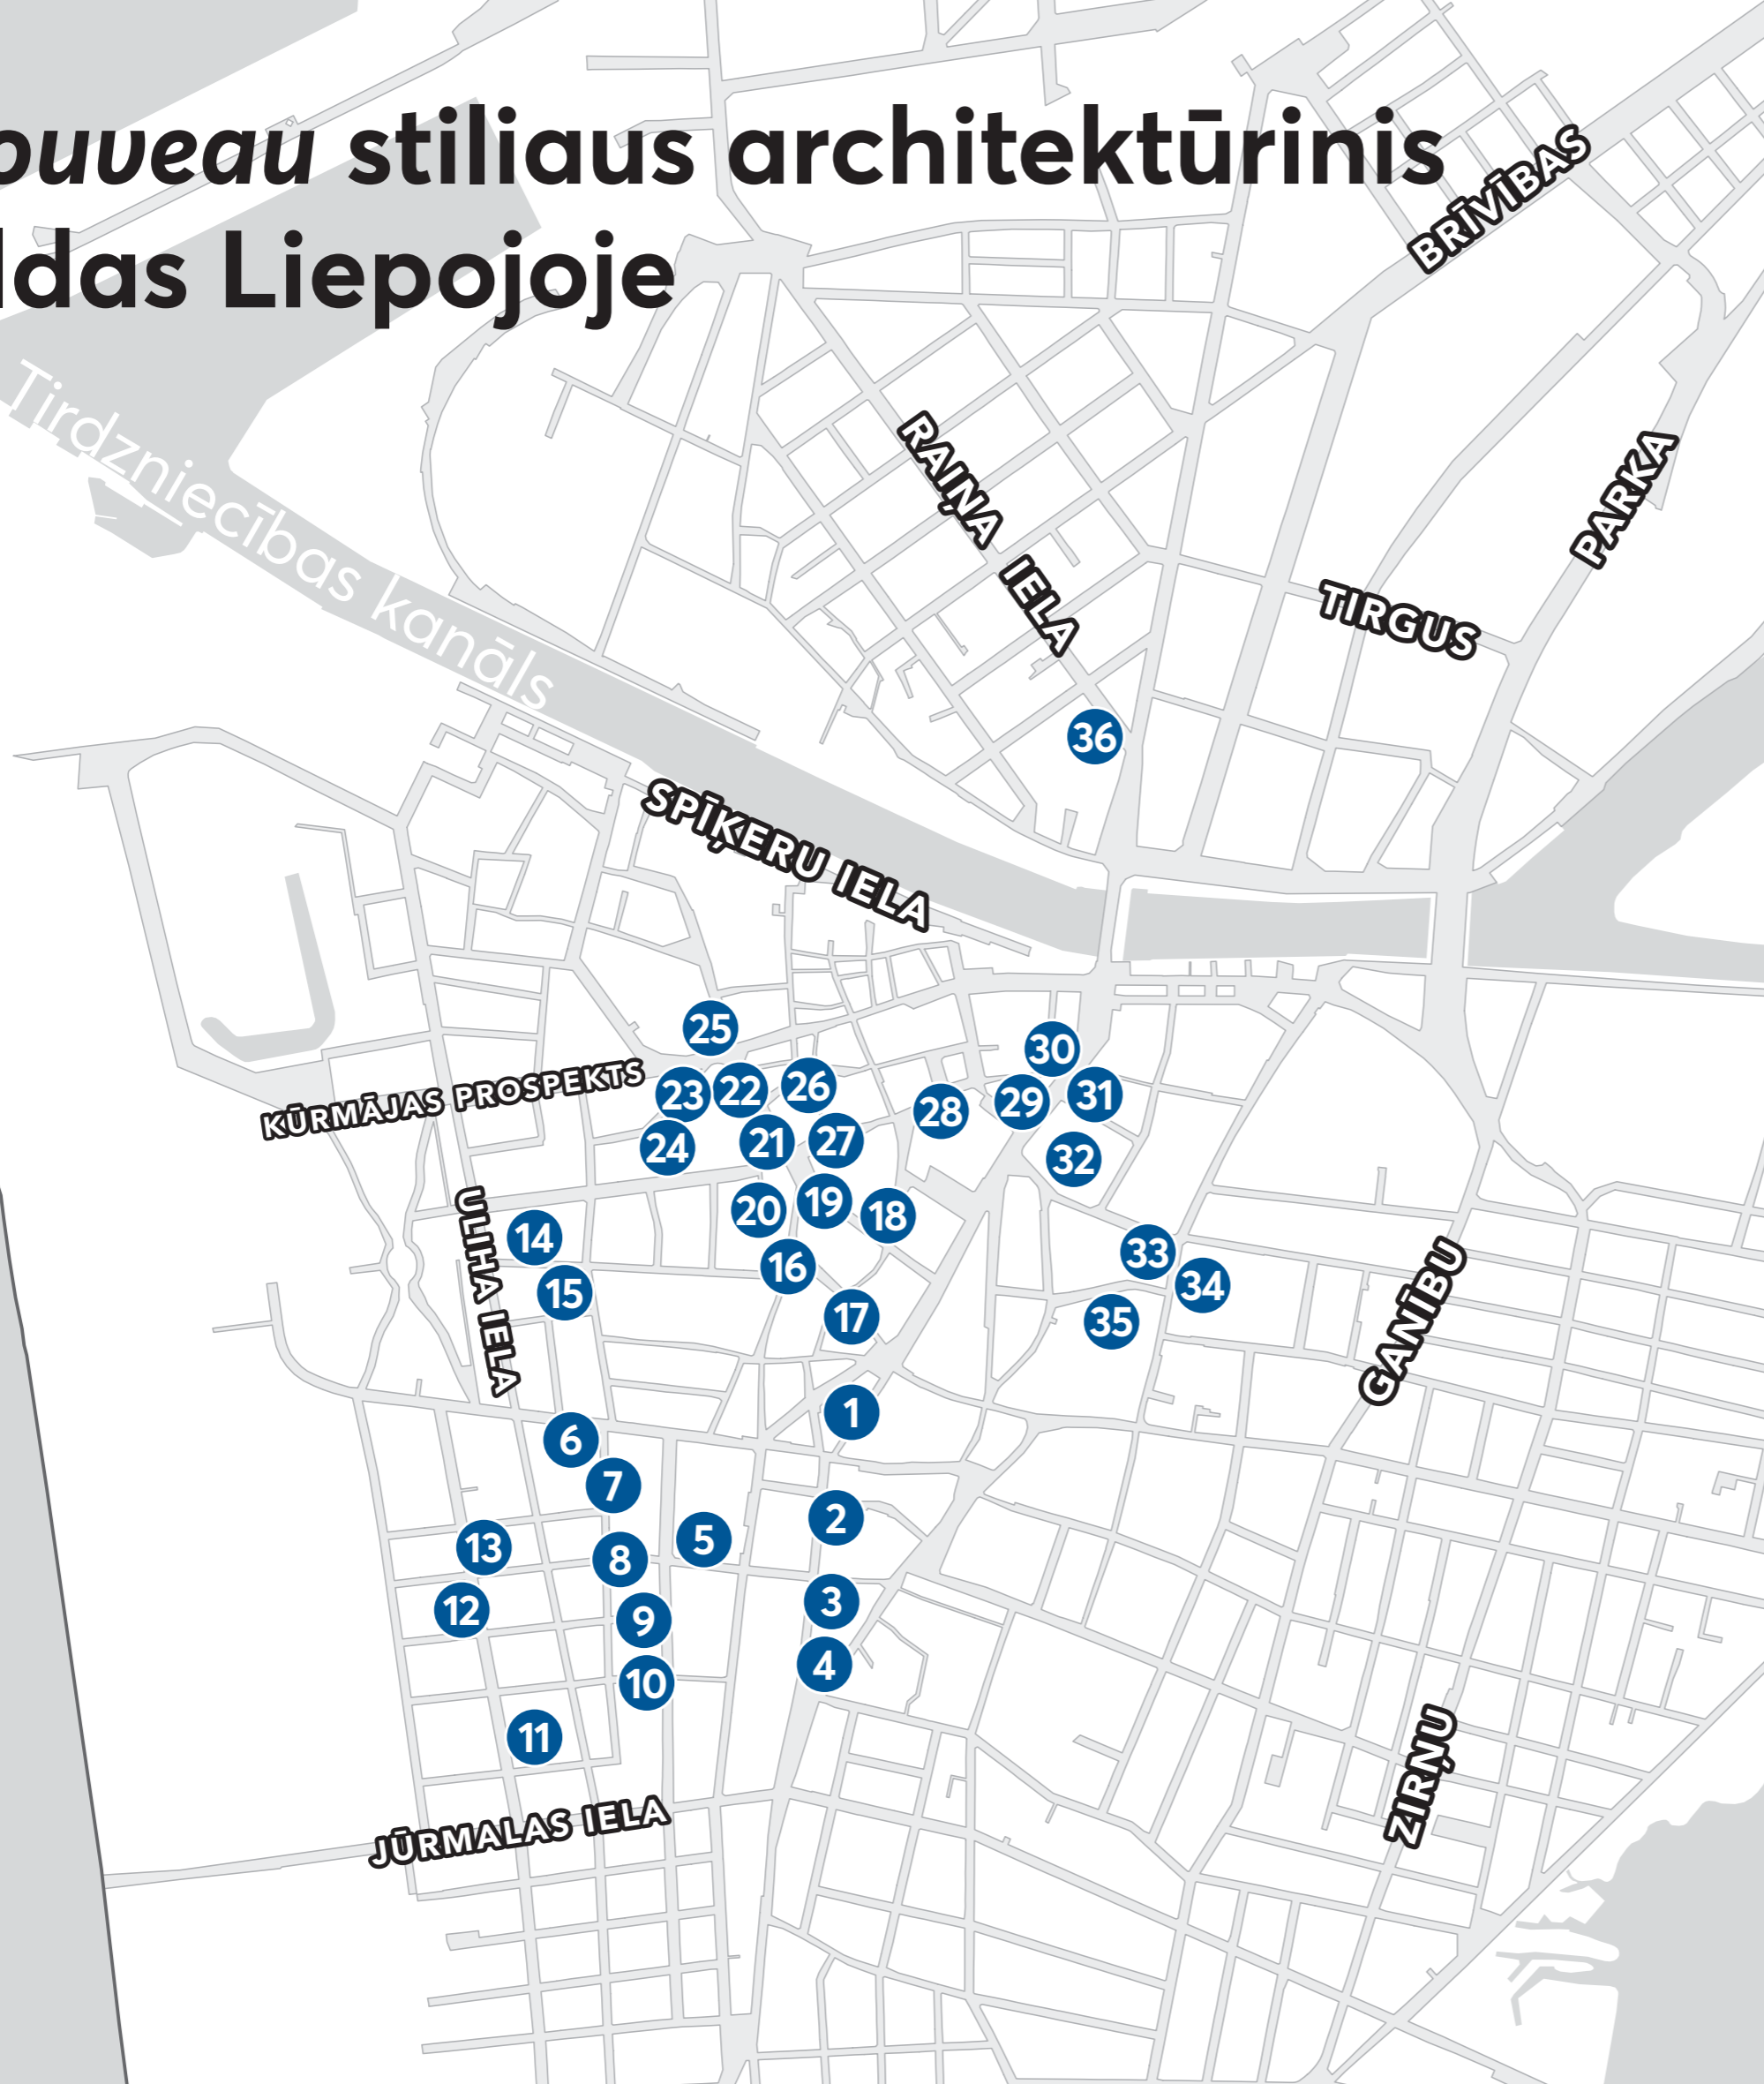 ouveau stiliaus architektūrinis
ldas Liepojoje
BRĪVĪBAS
Tirdzniecības kanāls
RAIŅA IELA
PARKA
TIRGUS
36
SPĪĶERU IELA
25
30
KŪRMĀJAS PROSPEKTS
23 22 26
28 29 31
24 21 27
32
ULIHA IELA
14
20 19 18
33
16
34
15
17
35
GANĪBU
1
6
7
2
13
8
5
12
9
3
10
4
11
ZIRŅU
JŪRMALAS IELA